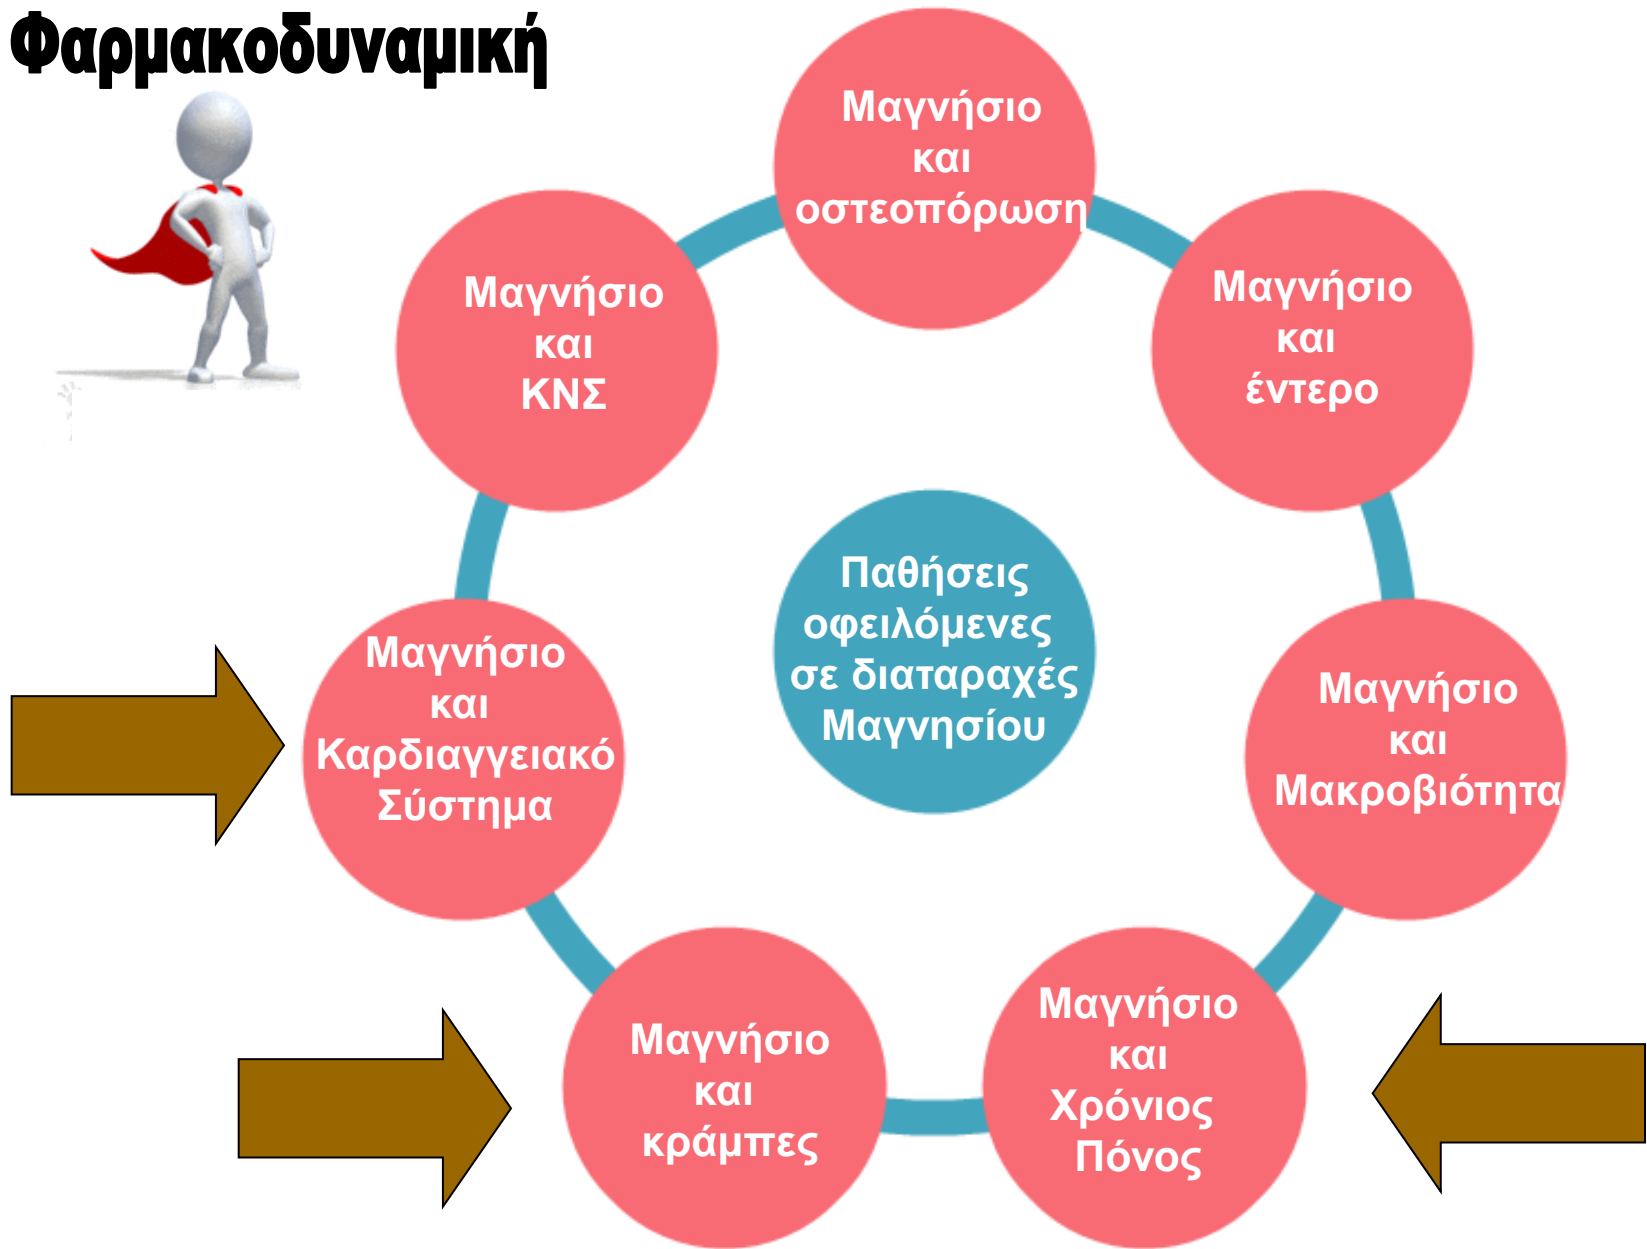 Φαρμακοδυναμική
Μαγνήσιο
και
οστεοπόρωση
Μαγνήσιο
και
έντερο
Μαγνήσιο
και
Μακροβιότητα
Μαγνήσιο
και
Χρόνιος
Πόνος
Μαγνήσιο
και
κράμπες
Μαγνήσιο
και
Καρδιαγγειακό
Σύστημα
Μαγνήσιο
και
ΚΝΣ
Παθήσεις
οφειλόμενες
σε διαταραχές
Μαγνησίου